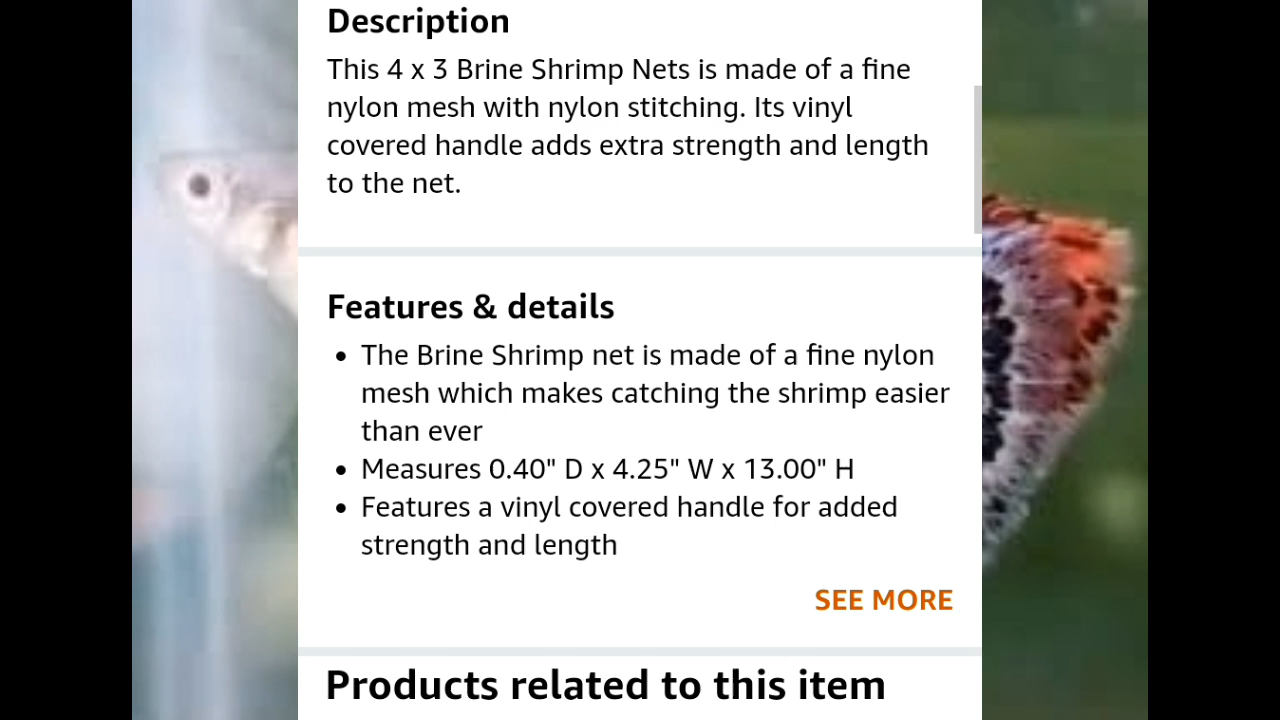 Description
This 4 x 3 Brine Shrimp Nets is made of a fine
nylon mesh with nylon stitching. Its vinyl
covered handle adds extra strength and length
to the net.
Features & details
• The Brine Shrimp net is made of a fine nylon
mesh which makes catching the shrimp easier
than ever
• Measures 0.40" D x 4.25" W x 13.00" H
• Features a vinyl covered handle for added
strength and length
SEE MORE
Products related to this item